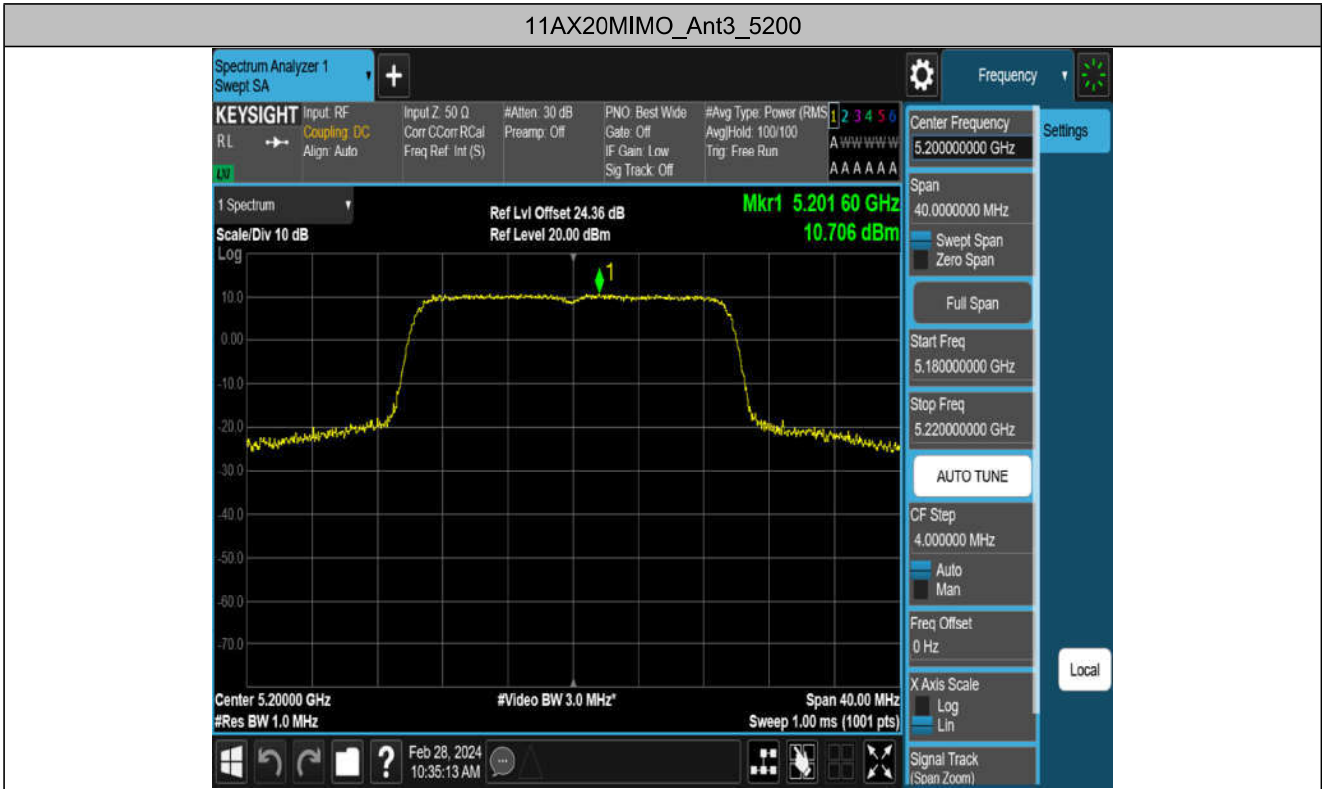 11AX20MIMO_Ant3_5200
Spectrum Analyzer 1
Swept SA
+
Frequency
KEYSIGHT
RL
LXI
Input: RF
Coupling: DC
Align: Auto
Input Z: 50 Ω
Corr CCorr RCal
Freq Ref: Int (S)
#Atten: 30 dB
Preamp: Off
PNO: Best Wide
Gate: Off
IF Gain: Low
Sig Track: Off
#Avg Type: Power (RMS
Avg|Hold: 100/100
Trig: Free Run
1 2 3 4 5 6
A W W W W W
A A A A A A
1 Spectrum
Scale/Div 10 dB
Log
Ref Lvl Offset 24.36 dB
Ref Level 20.00 dBm
Mkr1 5.201 60 GHz
10.706 dBm
1
10.0
0.00
-10.0
-20.0
-30.0
-40.0
-50.0
-60.0
-70.0
Center 5.20000 GHz
#Res BW 1.0 MHz
#Video BW 3.0 MHz*
Span 40.00 MHz
Sweep 1.00 ms (1001 pts)
Center Frequency
5.200000000 GHz
Settings
Span
40.0000000 MHz
Swept Span
Zero Span
Full Span
Start Freq
5.180000000 GHz
Stop Freq
5.220000000 GHz
AUTO TUNE
CF Step
4.000000 MHz
Auto
Man
Freq Offset
0 Hz
X Axis Scale
Log
Lin
Local
Signal Track
(Span Zoom)
?
Feb 28, 2024
10:35:13 AM